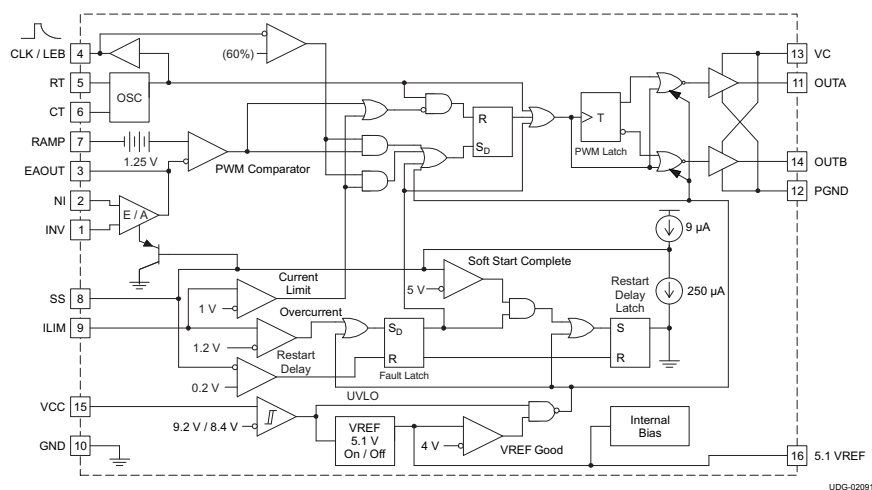 CLK / LEB 4
(60%)
13 VC
RT 5
OSC
11 OUTA
CT 6
R
T
RAMP 7
1.25 V
PWM Comparator
SD
PWM Latch
EAOUT 3
14 OUTB
NI 2
E / A
12 PGND
INV 1
9 µA
Soft Start Complete
SS 8
Current
Limit
5 V
Restart
Delay
Latch
250 µA
1 V
ILIM 9
Overcurrent
SD
S
1.2 V
Restart
Delay
R
R
Fault Latch
0.2 V
UVLO
VCC 15
9.2 V / 8.4 V
VREF
5.1 V
On / Off
4 V
VREF Good
Internal
Bias
GND 10
16 5.1 VREF
UDG-02091